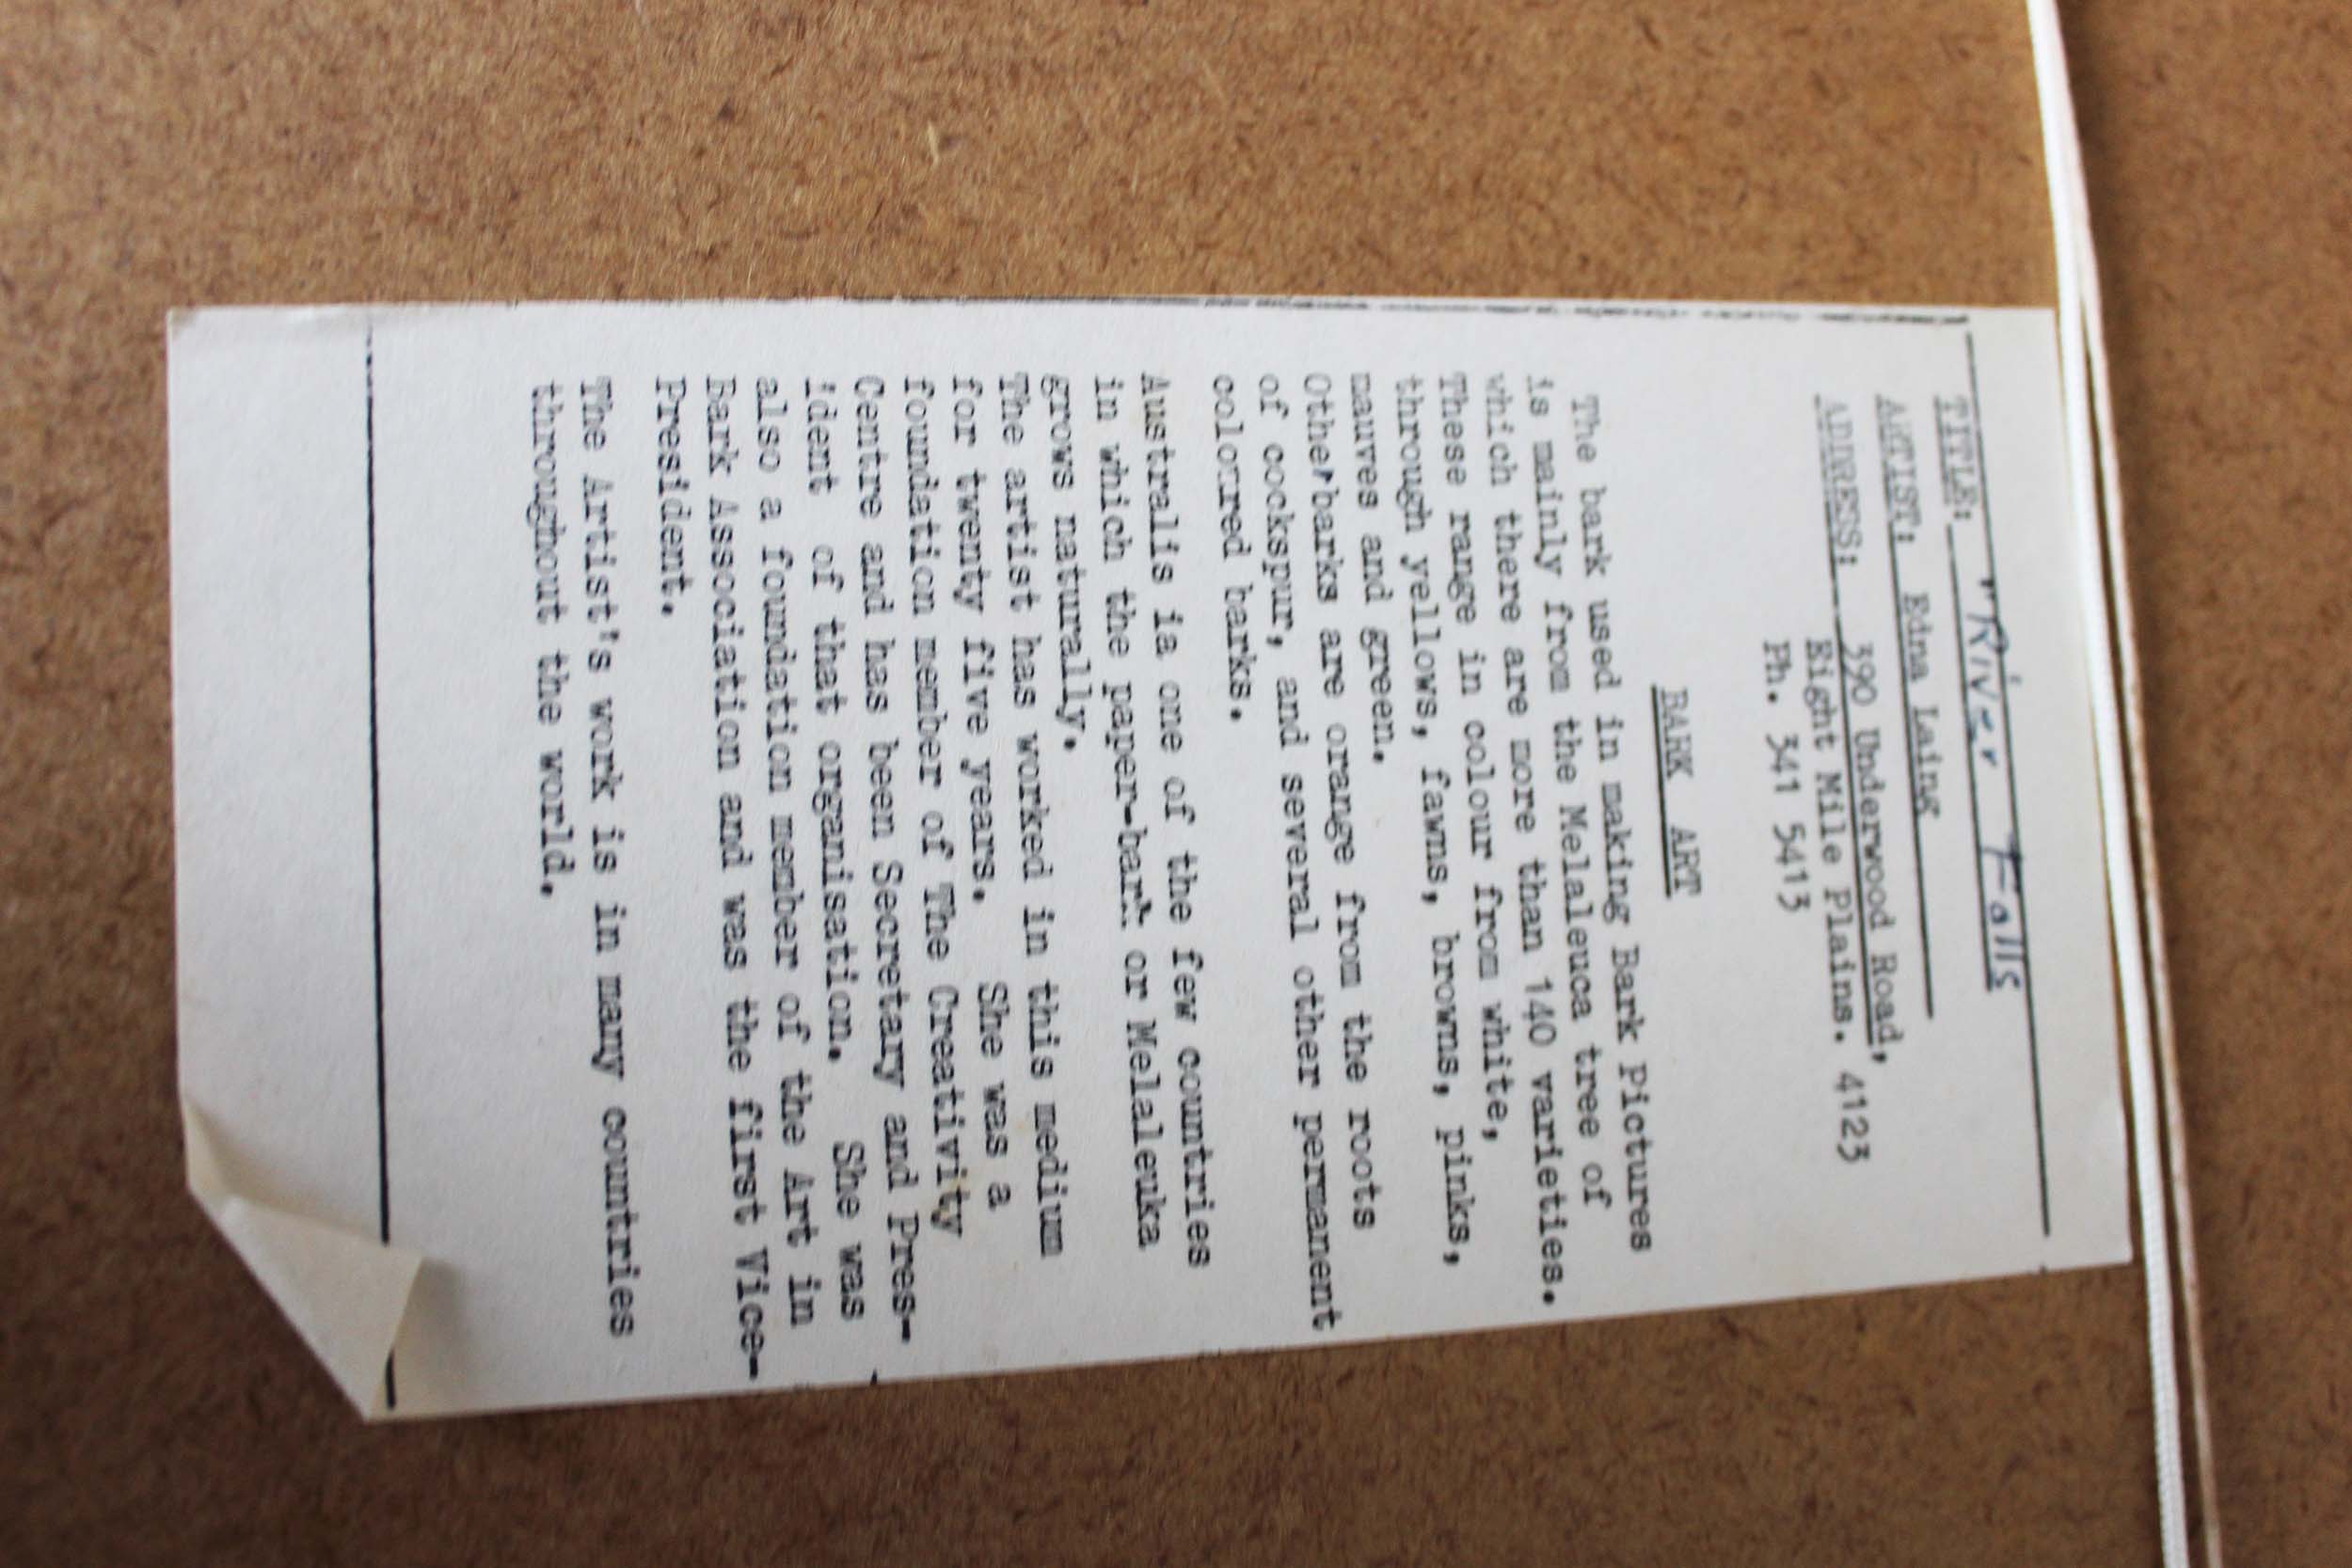 TITLE: "River Falls
ARTIST: Edna Laing
ADDRESS: 390 Underwood Road,
Eight Mile Plains. 4123
Ph. 341 5413
BARK ART
The bark used in making Bark Pictures
is mainly from the Melaleuca tree of
which there are more than 140 varieties.
These range in colour from white,
through yellows, fawns, browns, pinks,
mauves and green.
Other barks are orange from the roots
of cockspur, and several other permanent
colonred barks.
Australis ia one of the few countries
in which the paper-bark or Melaleuka
grows naturally.
The artist has worked in this medium
for twenty five years. She was a
foundation member of The Creativity
Centre and has been Secretary and Pres-
ident of that organisation. She was
also a foundation member of the Art in
Bark Association and was the first Vice-
President.
The Artist's work is in many countries
throughout the world.